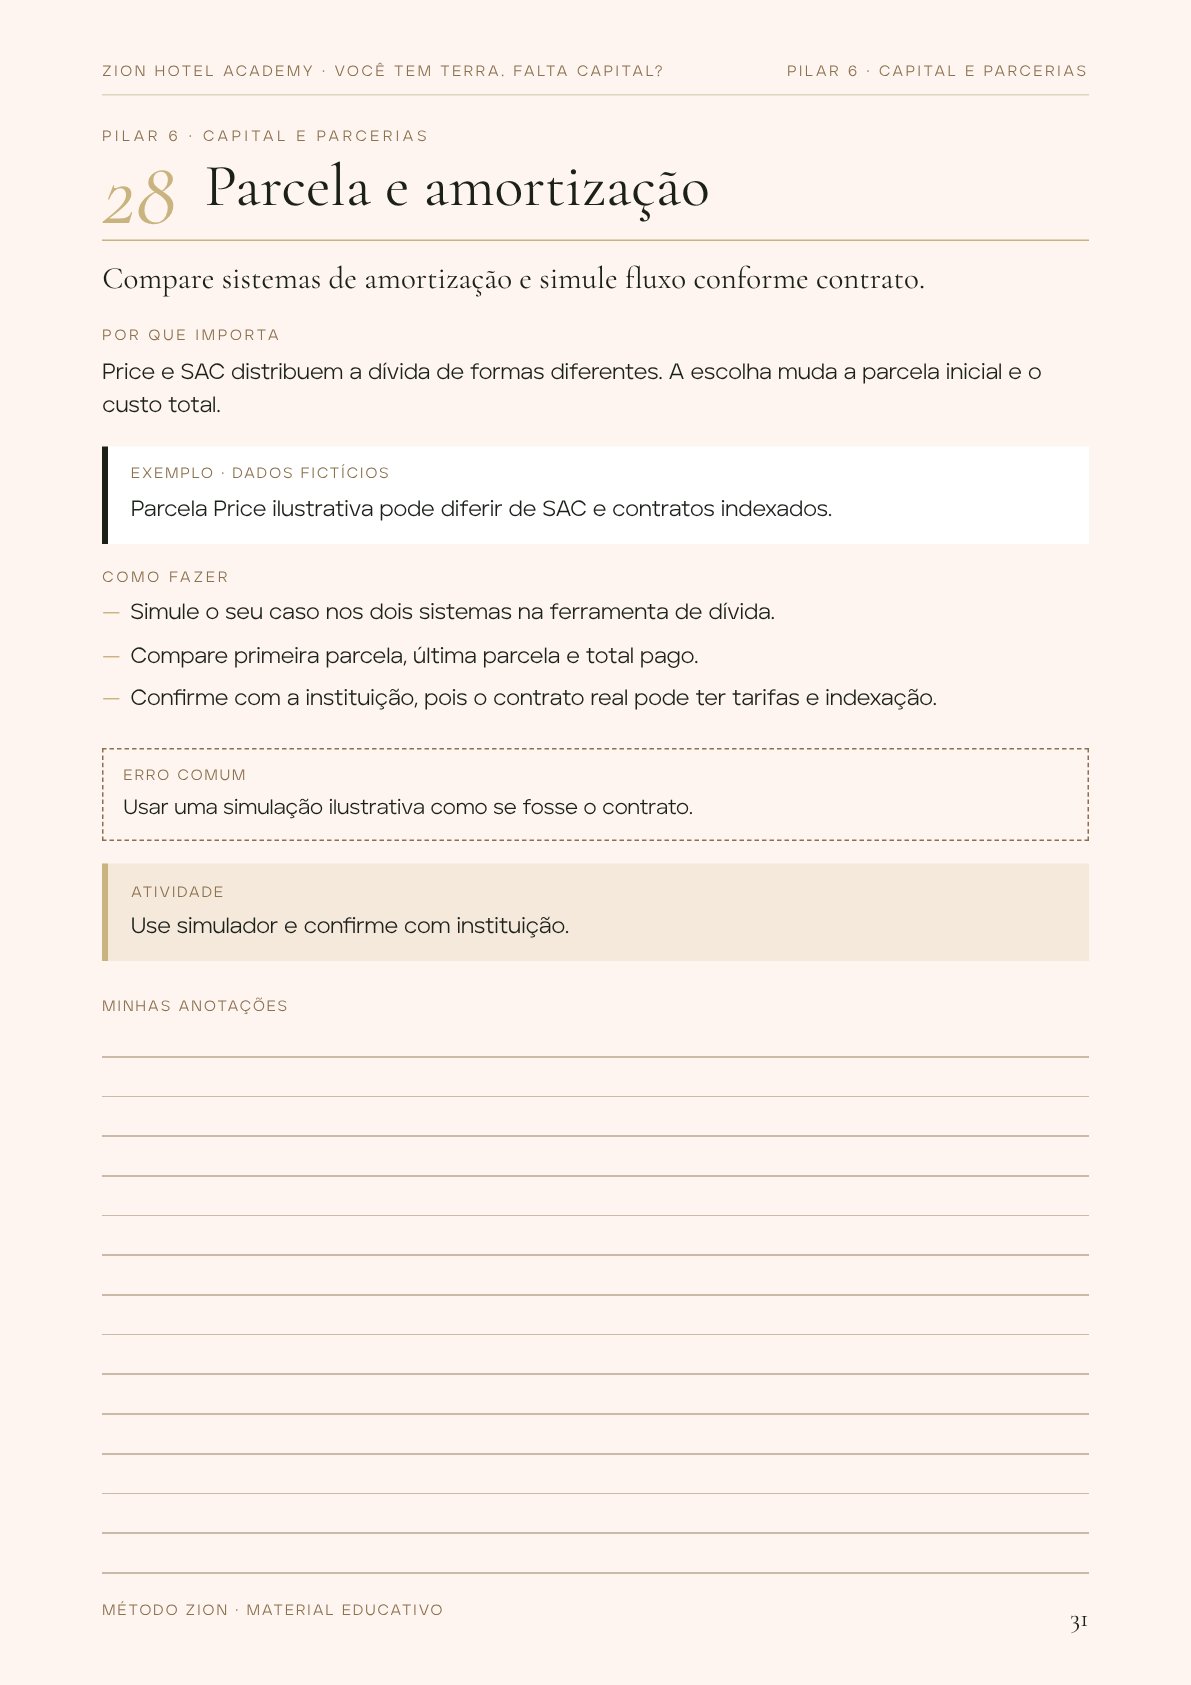 ZION HOTEL ACADEMY · VOCÊ TEM TERRA. FALTA CAPITAL?
PILAR 6 · CAPITAL E PARCERIAS
PILAR 6 · CAPITAL E PARCERIAS
28 Parcela e amortização
Compare sistemas de amortização e simule fluxo conforme contrato.
POR QUE IMPORTA
Price e SAC distribuem a dívida de formas diferentes. A escolha muda a parcela inicial e o
custo total.
EXEMPLO · DADOS FICTÍCIOS
Parcela Price ilustrativa pode diferir de SAC e contratos indexados.
COMO FAZER
— Simule o seu caso nos dois sistemas na ferramenta de dívida.
— Compare primeira parcela, última parcela e total pago.
— Confirme com a instituição, pois o contrato real pode ter tarifas e indexação.
ERRO COMUM
Usar uma simulação ilustrativa como se fosse o contrato.
ATIVIDADE
Use simulador e confirme com instituição.
MINHAS ANOTAÇÕES
MÉTODO ZION · MATERIAL EDUCATIVO
31